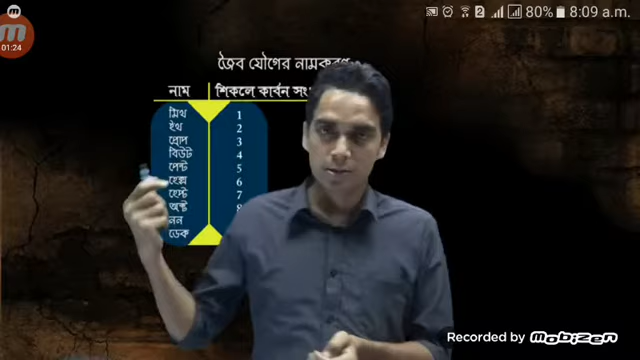 80% 8:09 a.m.
01:24
জৈব যৌগের নামকরণ
নাম শিকলে কার্বন
মিথ 1
ইথ 2
প্রোপ 3
বিউট 4
পেন্ট 5
হেক্স 6
হেপ্ট 7
অক্ট 8
নন
ডেক
Recorded by mobizen